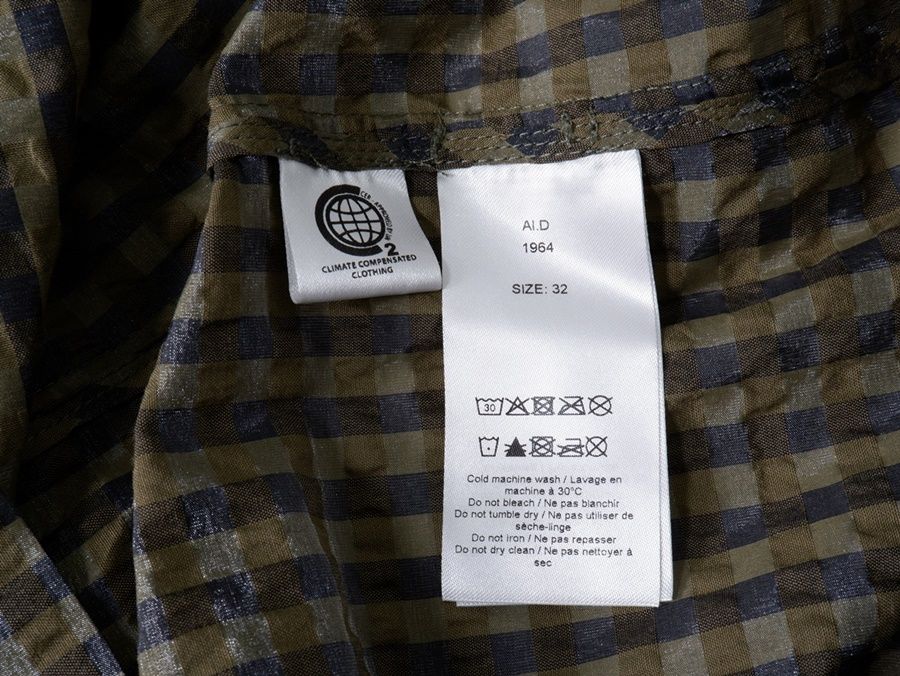 2
CLIMATE COMPENSATED
CLOTHING
AI.D
1964
SIZE: 32
30
Cold machine wash / Lavage en
machine à 30°C
Do not bleach / Ne pas blanchir
Do not tumble dry / Ne pas utiliser de
sèche-linge
Do not iron / Ne pas repasser
Do not dry clean / Ne pas nettoyer à
sec